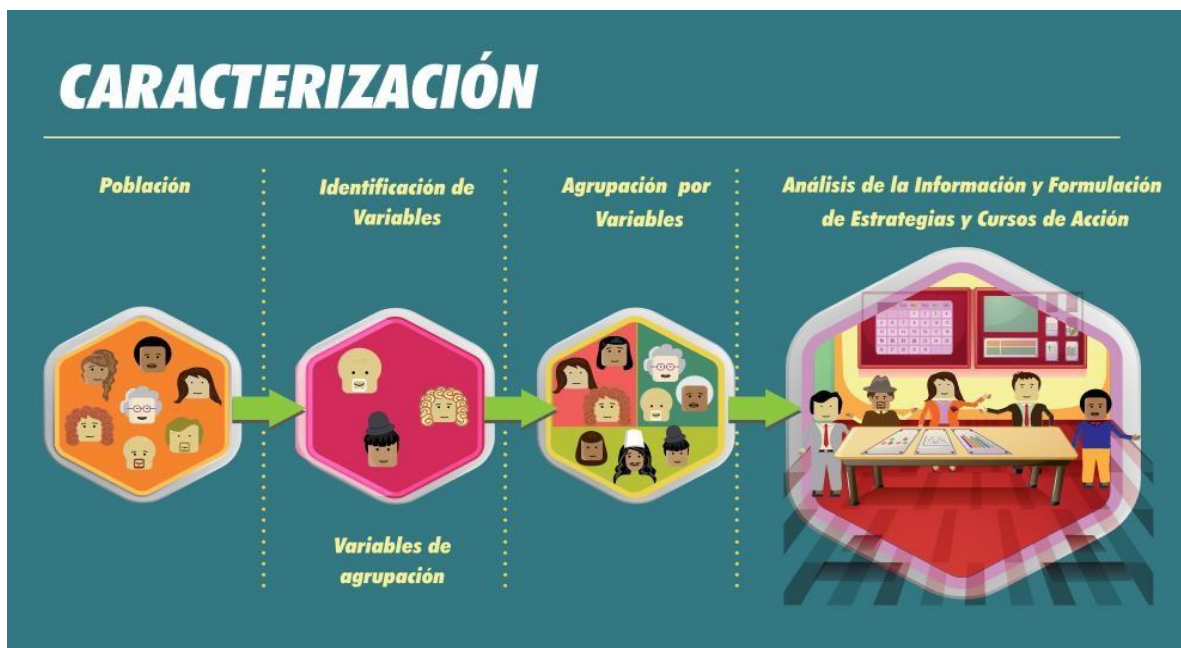 CARACTERIZACIÓN
Población
Identificación de
Variables
Variables de
agrupación
Agrupación por
Variables
Análisis de la Información y Formulación
de Estrategias y Cursos de Acción